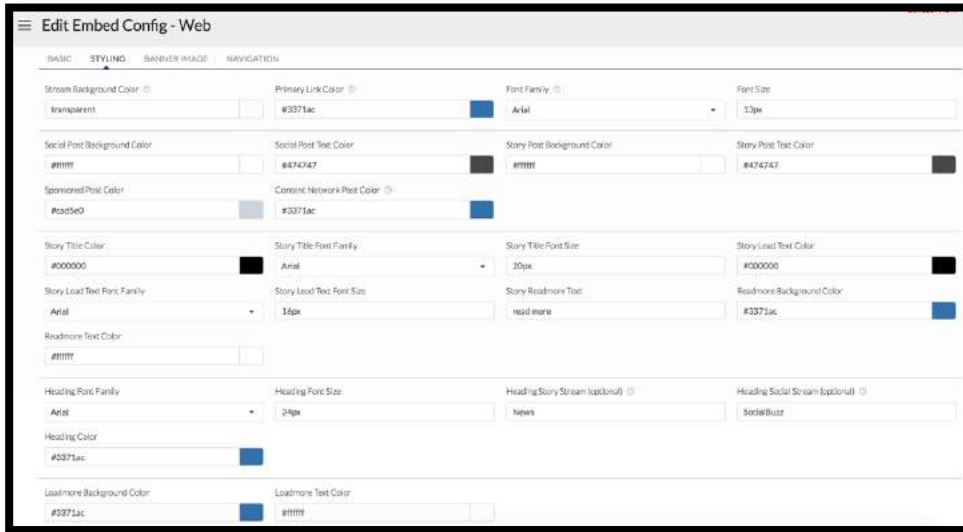 Edit Embed Config - Web
BASIC STYLING BANNER IMAGE NAVIGATION
Stream Background Color Primary Link Color Font Family Font Size
transparent #3371ac Arial 13px
Social Post Background Color Social Post Text Color Story Post Background Color Story Post Text Color
#ffffff #474747 #ffffff #474747
Sponsored Post Color Content Network Post Color
#cad5e0 #3371ac
Story Title Color Story Title Font Family Story Title Font Size Story Lead Text Color
#000000 Arial 20px #000000
Story Lead Text Font Family Story Lead Text Font Size Story Readmore Text Readmore Background Color
Arial 16px read more #3371ac
Readmore Text Color
#ffffff
Heading Font Family Heading Font Size Heading Story Stream (optional) Heading Social Stream (optional)
Arial 24px News SocialBuzz
Heading Color
#3371ac
Loadmore Background Color Loadmore Text Color
#3371ac #ffffff